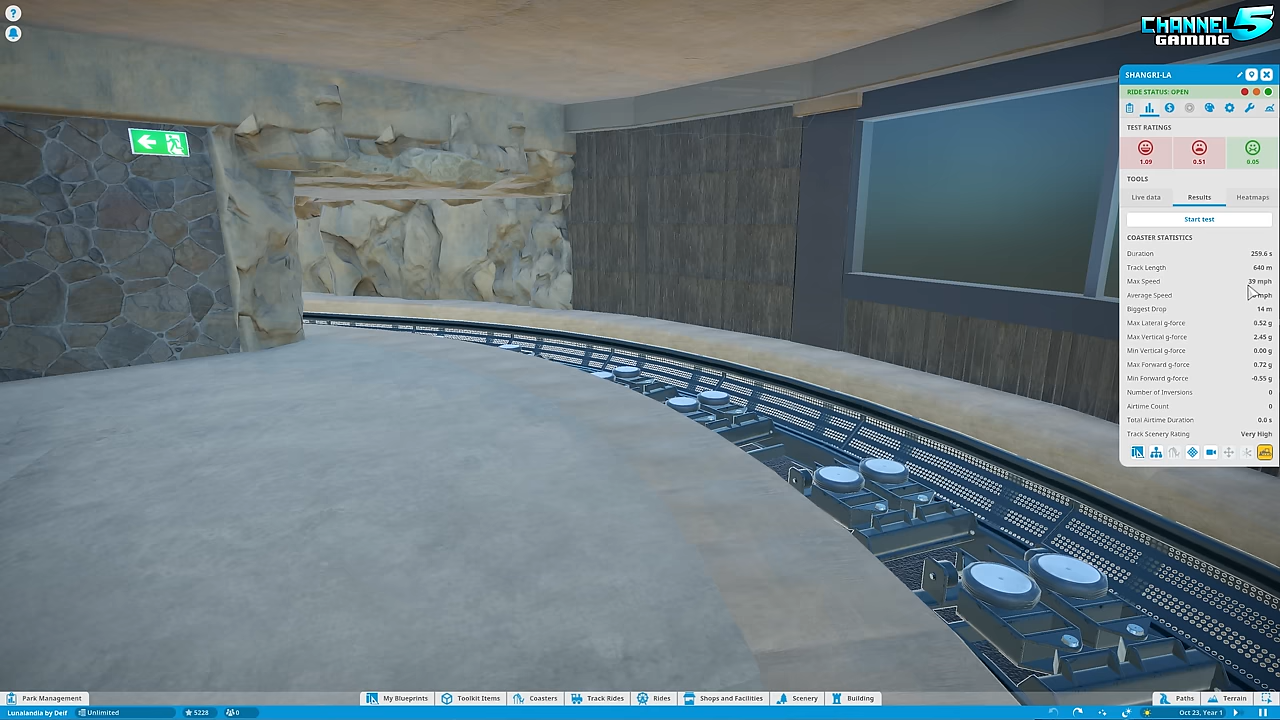 ?
CHANNEL 5
GAMING
SHANGRI-LA
RIDE STATUS: OPEN
TEST RATINGS
1.09 0.51 0.05
TOOLS
Live data Results Heatmaps
Start test
COASTER STATISTICS
Duration 259.6 s
Track Length 640 m
Max Speed 39 mph
Average Speed mph
Biggest Drop 14 m
Max Lateral g-force 0.52 g
Max Vertical g-force 2.45 g
Min Vertical g-force 0.00 g
Max Forward g-force 0.72 g
Min Forward g-force -0.55 g
Number of Inversions 0
Airtime Count 0
Total Airtime Duration 0.0 s
Track Scenery Rating Very High
Park Management My Blueprints Toolkit Items Coasters Track Rides Rides Shops and Facilities Scenery Building Paths Terrain
Lunalandia by Deif Unlimited 5228 0 Oct 23, Year 1